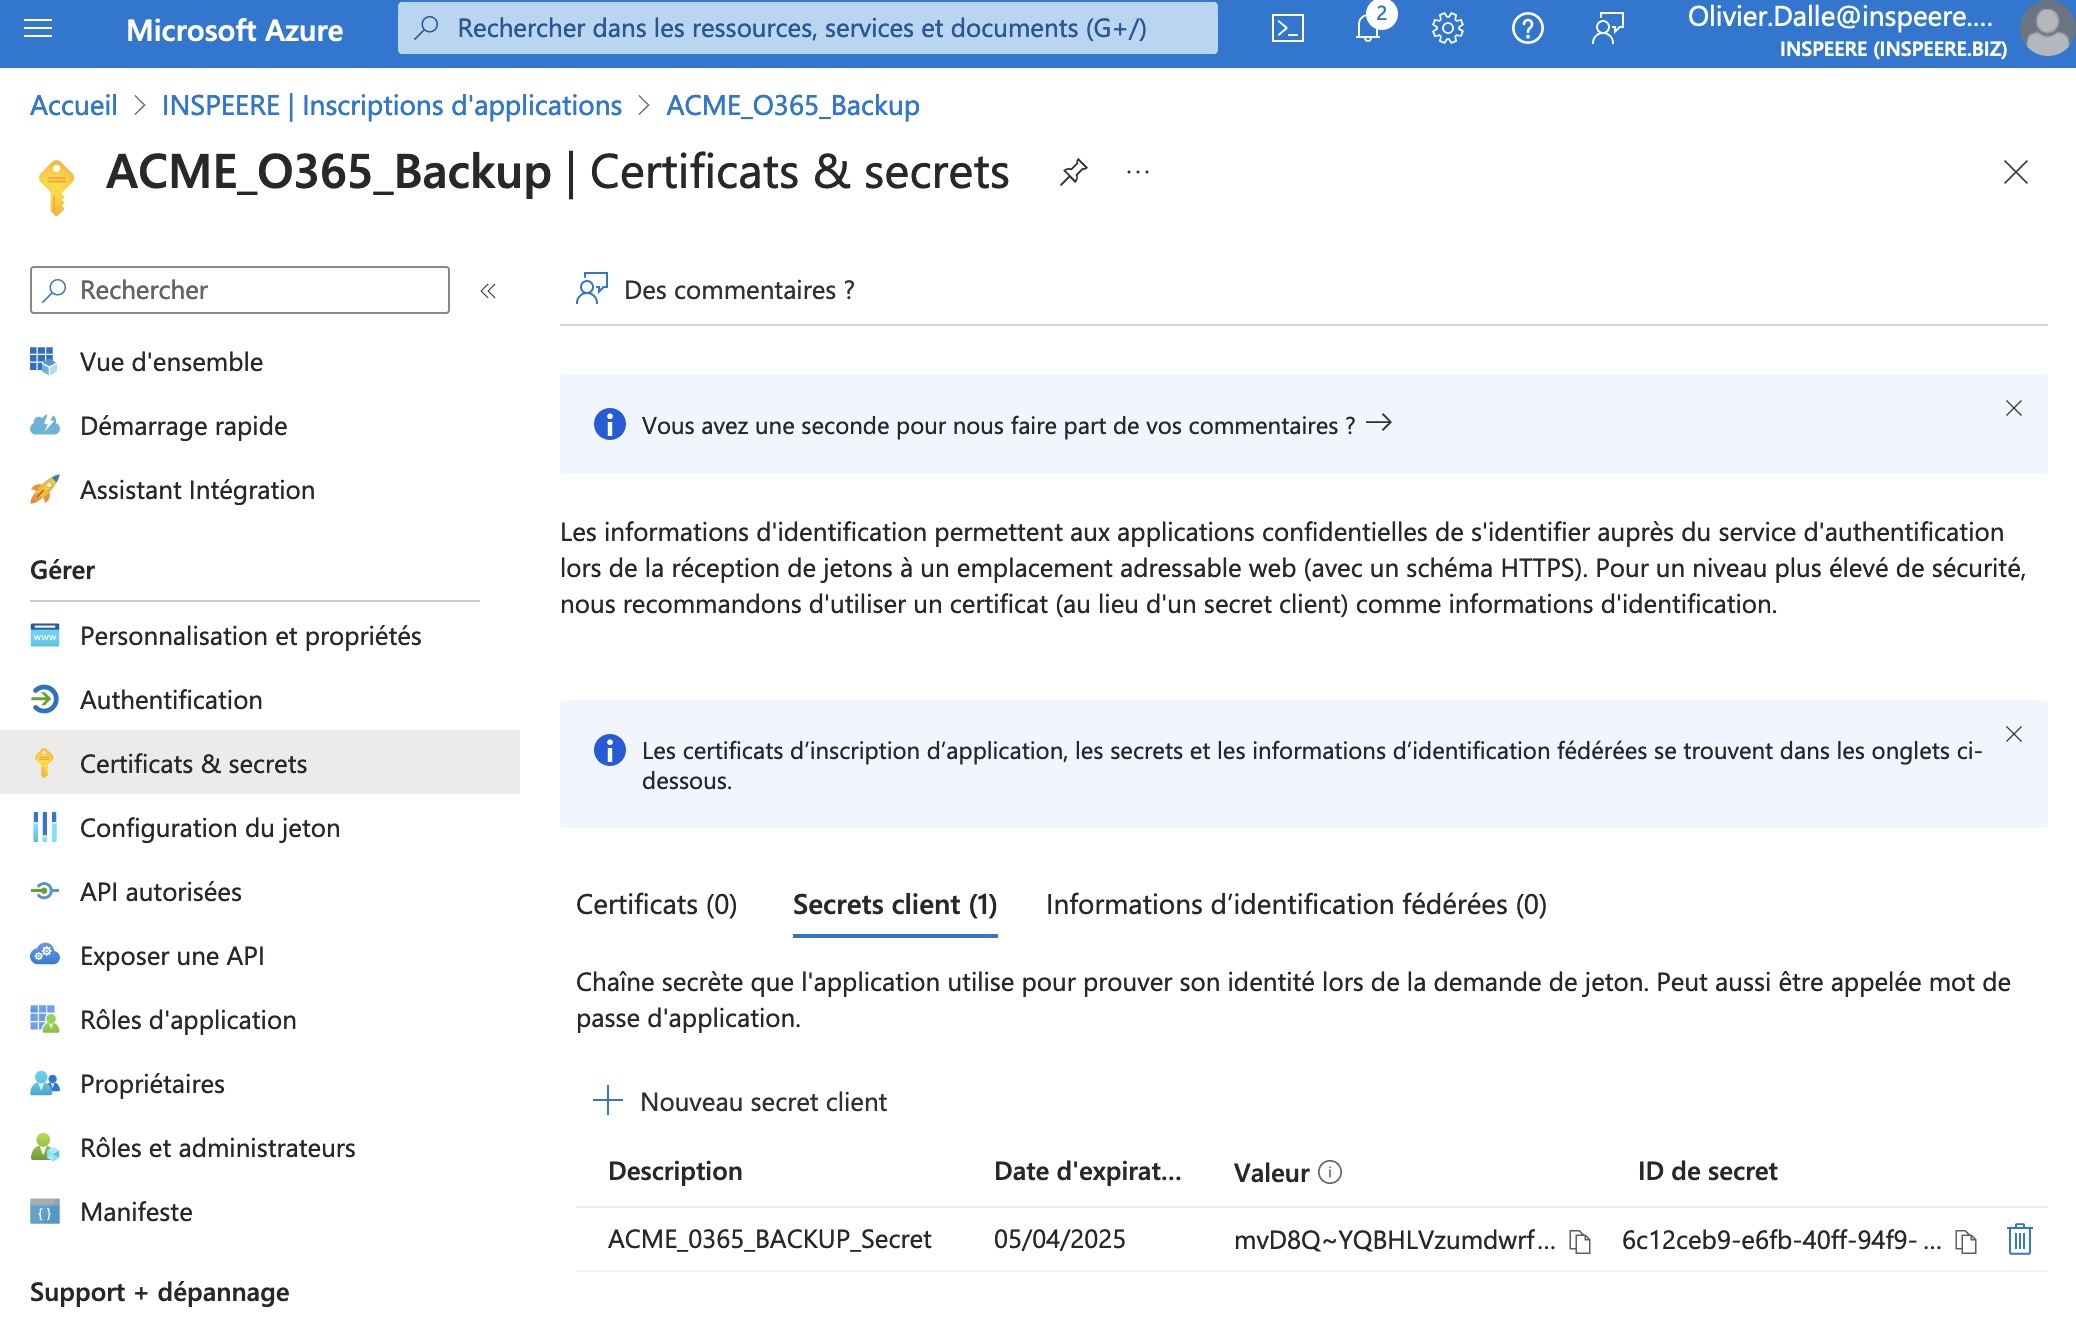 Microsoft Azure
Rechercher dans les ressources, services et documents (G+/)
2
Olivier.Dalle@inspeere....
INSPEERE (INSPEERE.BIZ)
Accueil > INSPEERE | Inscriptions d'applications > ACME_O365_Backup
ACME_O365_Backup | Certificats & secrets
...
Rechercher
«
Vue d'ensemble
Démarrage rapide
Assistant Intégration
Gérer
Personnalisation et propriétés
Authentification
Certificats & secrets
Configuration du jeton
API autorisées
Exposer une API
Rôles d'application
Propriétaires
Rôles et administrateurs
Manifeste
Support + dépannage
Des commentaires ?
Vous avez une seconde pour nous faire part de vos commentaires ? →
Les informations d'identification permettent aux applications confidentielles de s'identifier auprès du service d'authentification
lors de la réception de jetons à un emplacement adressable web (avec un schéma HTTPS). Pour un niveau plus élevé de sécurité,
nous recommandons d'utiliser un certificat (au lieu d'un secret client) comme informations d'identification.
Les certificats d’inscription d’application, les secrets et les informations d’identification fédérées se trouvent dans les onglets ci-
dessous.
Certificats (0) Secrets client (1) Informations d’identification fédérées (0)
Chaîne secrète que l'application utilise pour prouver son identité lors de la demande de jeton. Peut aussi être appelée mot de
passe d'application.
Nouveau secret client
Description Date d'expirat... Valeur ID de secret
ACME_0365_BACKUP_Secret 05/04/2025 mvD8Q~YQBHLVzumdwrf... 6c12ceb9-e6fb-40ff-94f9- ...